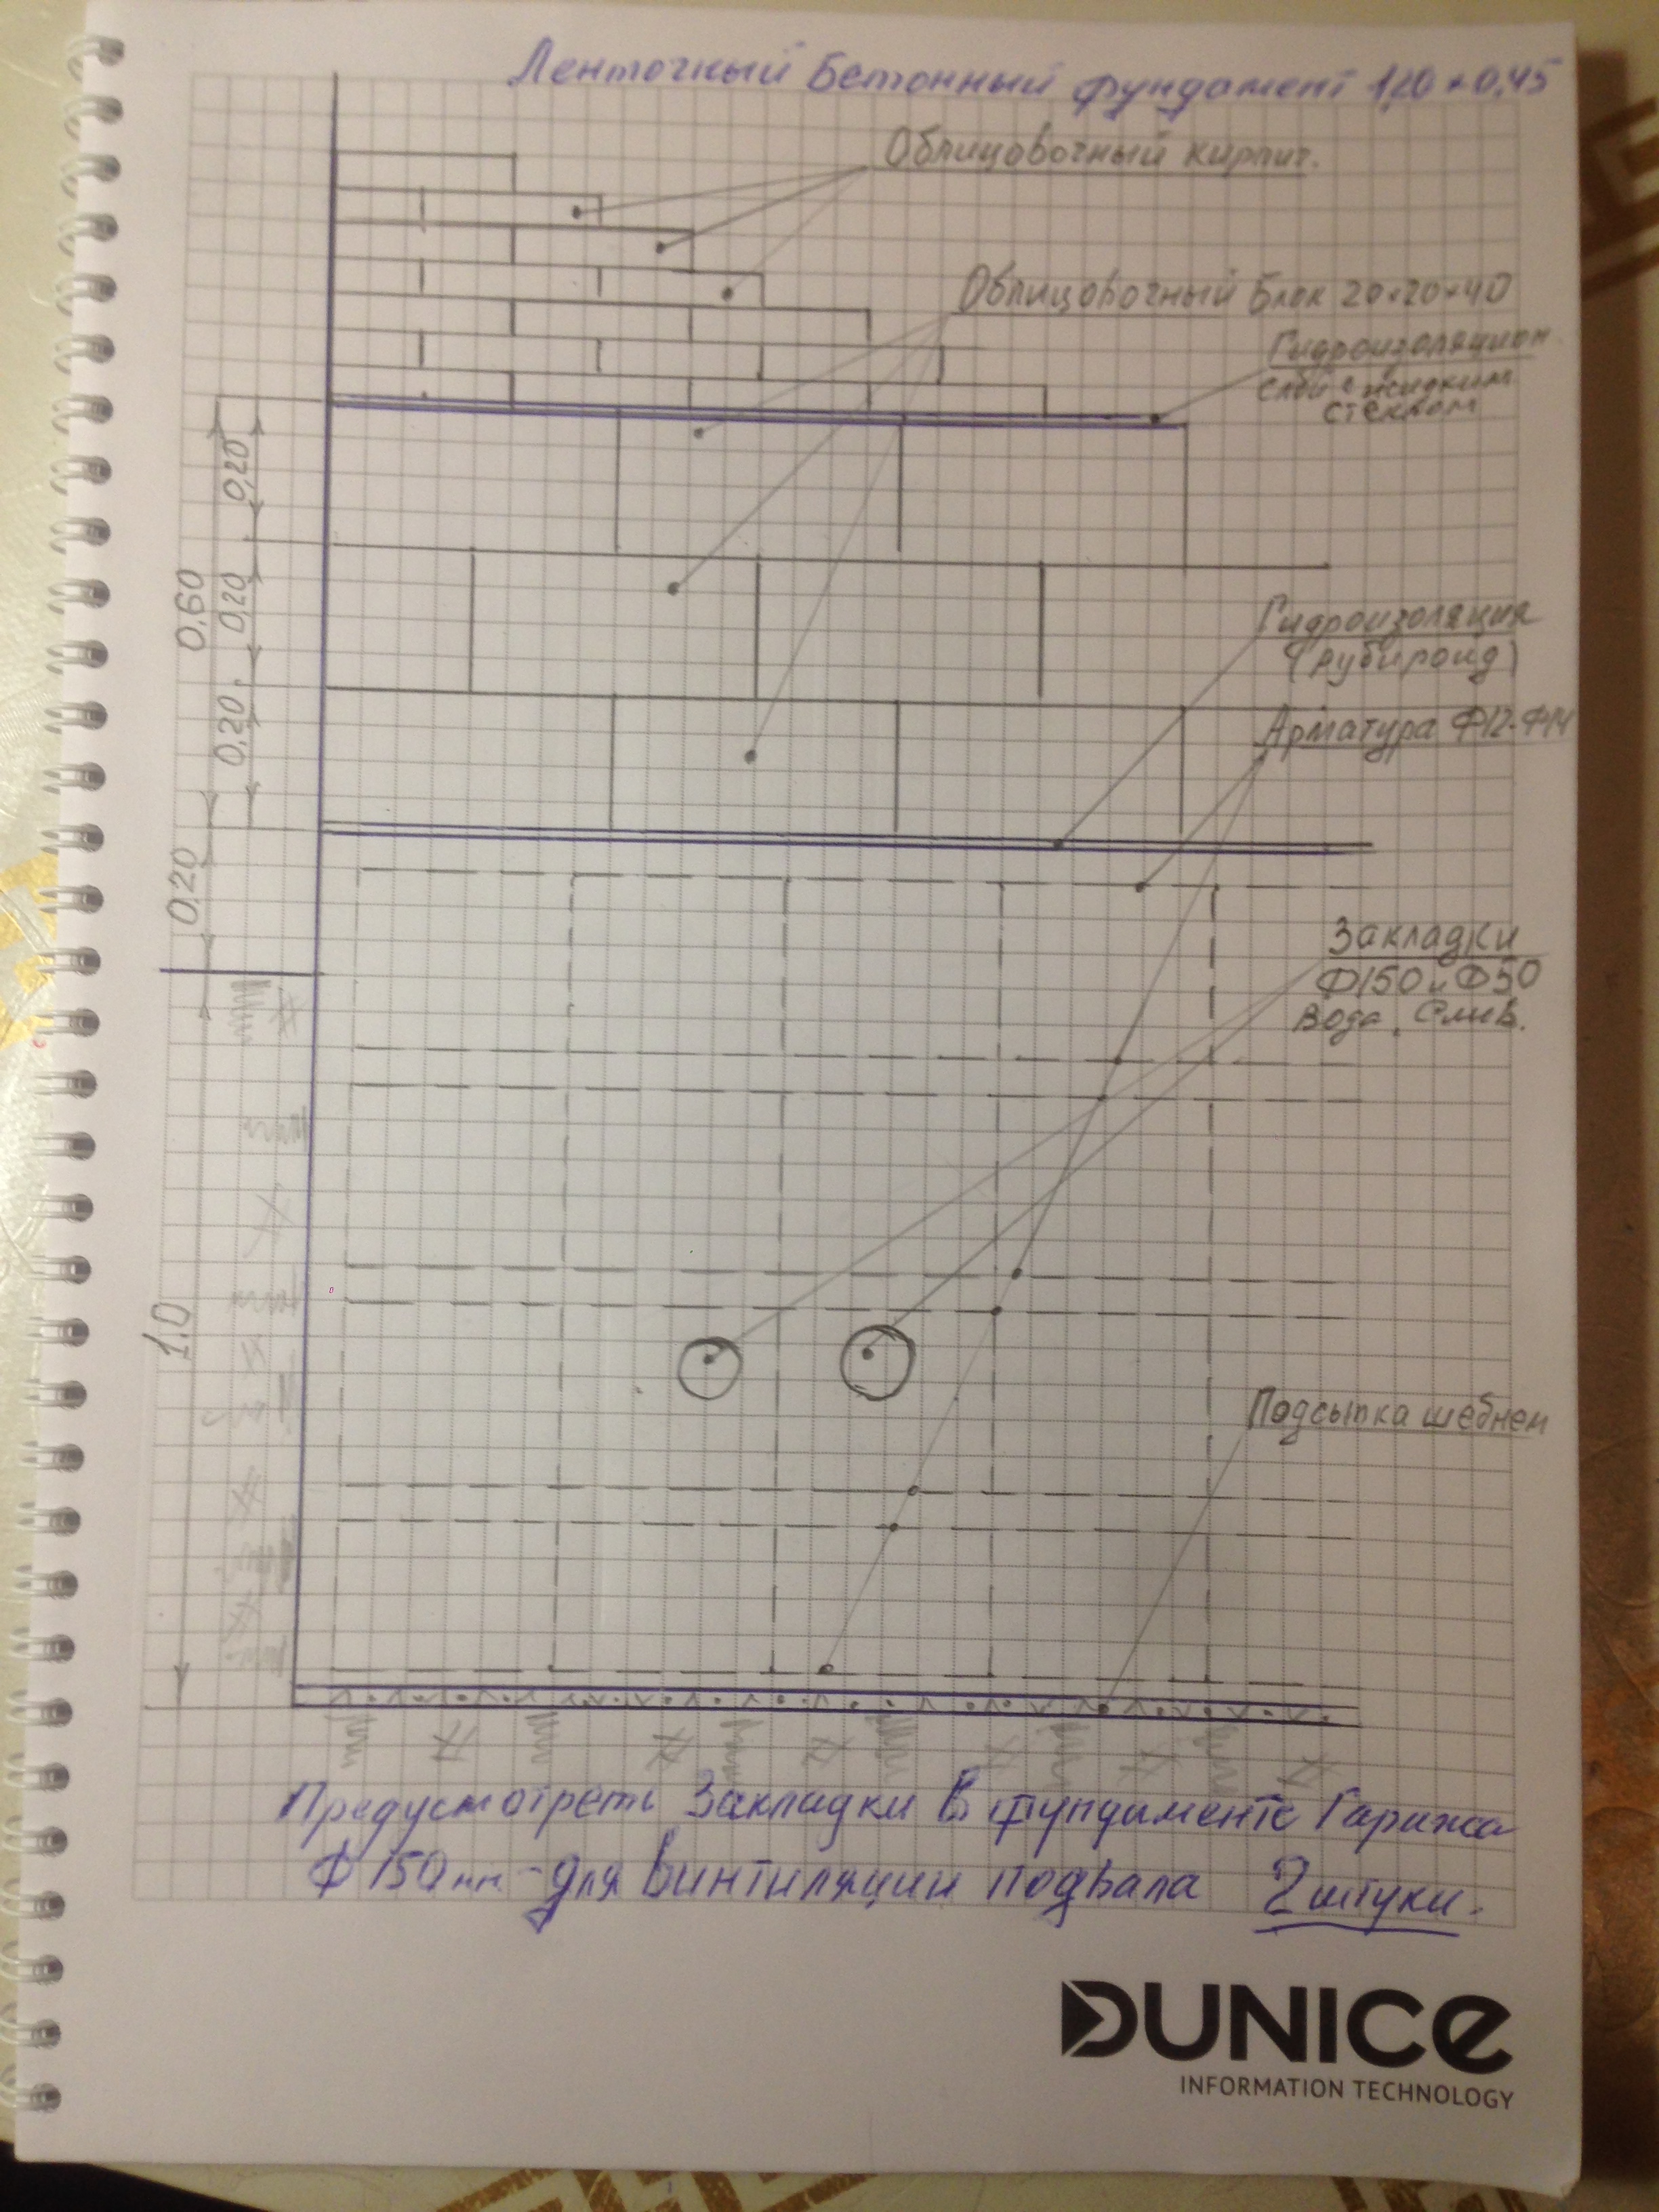 Ленточный Бетонный фундамент 1,20 × 0,45
Облицовочный кирпич.
Облицовочный Блок 20×20×40
Гидроизоляцион.
слой с жидким
стеклом
0,20
0,60
0,20
0,20
Гидроизоляция
(рубироид)
Арматура Ф12-Ф14
0,20
Закладки
Ф150 и Ф50
Вода, Слив.
1.0
Подсыпка щебнем
Предусмотреть Закладки в фундаменте Гаража
Ф 150мм - для винтиляции подвала 2 штуки.
DUNICE
INFORMATION TECHNOLOGY